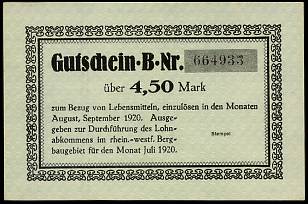 Gutschein·B·Nr. 664933
über 4,50 Mark
zum Bezug von Lebensmitteln, einzulösen in den Monaten
August, September 1920. Ausge-
geben zur Durchführung des Lohn-
abkommens im rhein.-westf. Berg-
baugebiet für den Monat Juli 1920.
Stempel